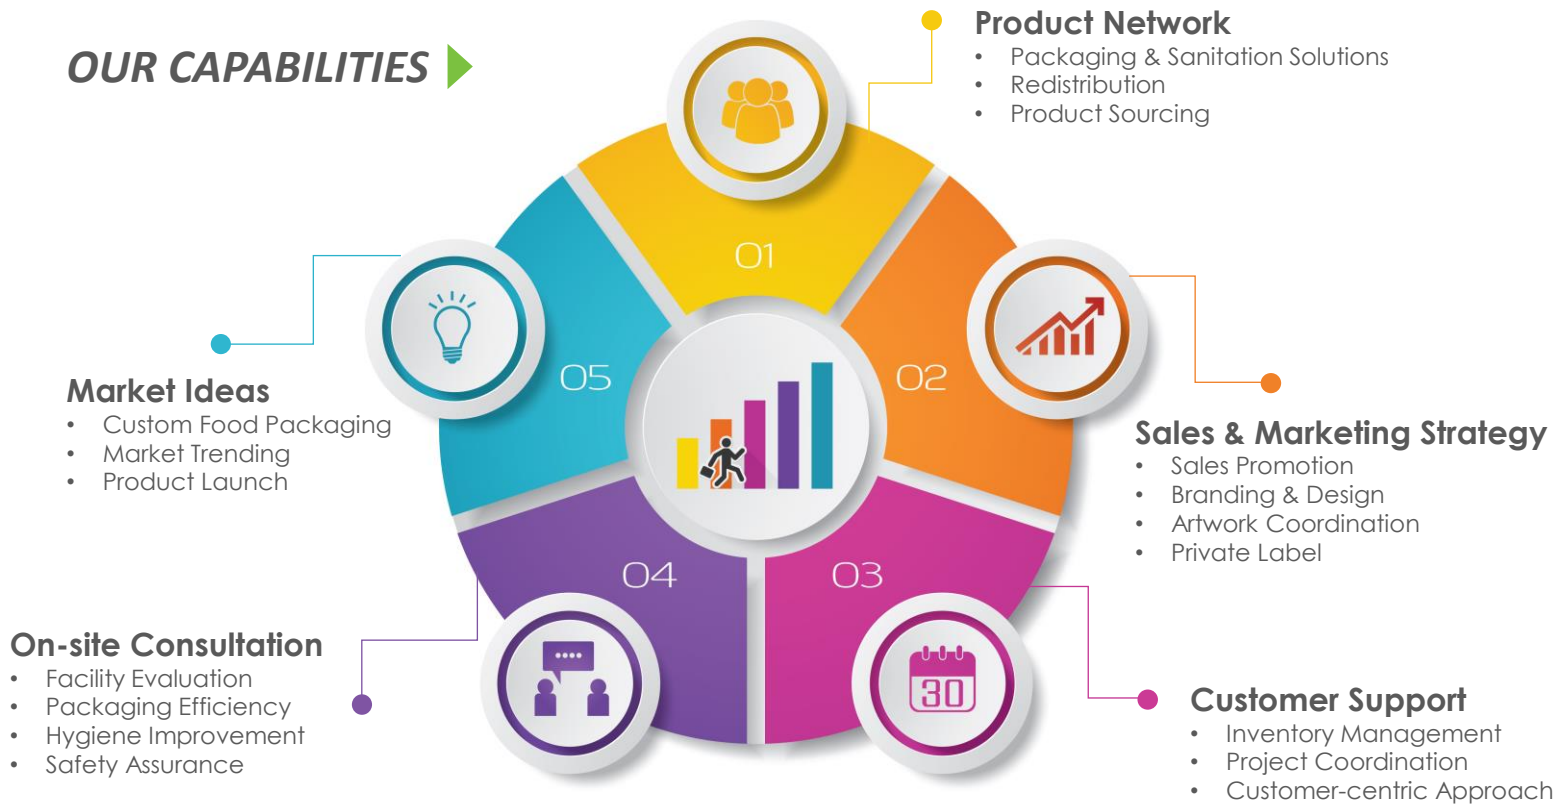 OUR CAPABILITIES
Product Network
• Packaging & Sanitation Solutions
• Redistribution
• Product Sourcing
01
02
Sales & Marketing Strategy
• Sales Promotion
• Branding & Design
• Artwork Coordination
• Private Label
03
30
Customer Support
• Inventory Management
• Project Coordination
• Customer-centric Approach
04
On-site Consultation
• Facility Evaluation
• Packaging Efficiency
• Hygiene Improvement
• Safety Assurance
05
Market Ideas
• Custom Food Packaging
• Market Trending
• Product Launch